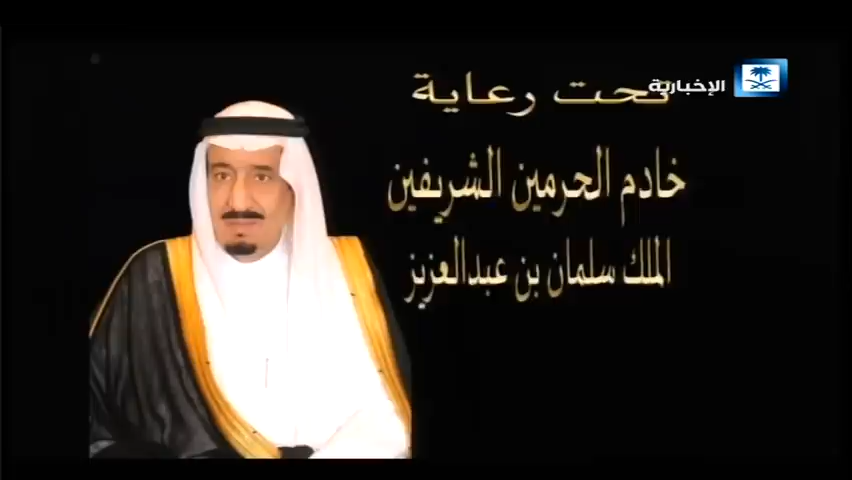 الإخبارية
تحت رعاية
خادم الحرمين الشريفين
الملك سلمان بن عبدالعزيز